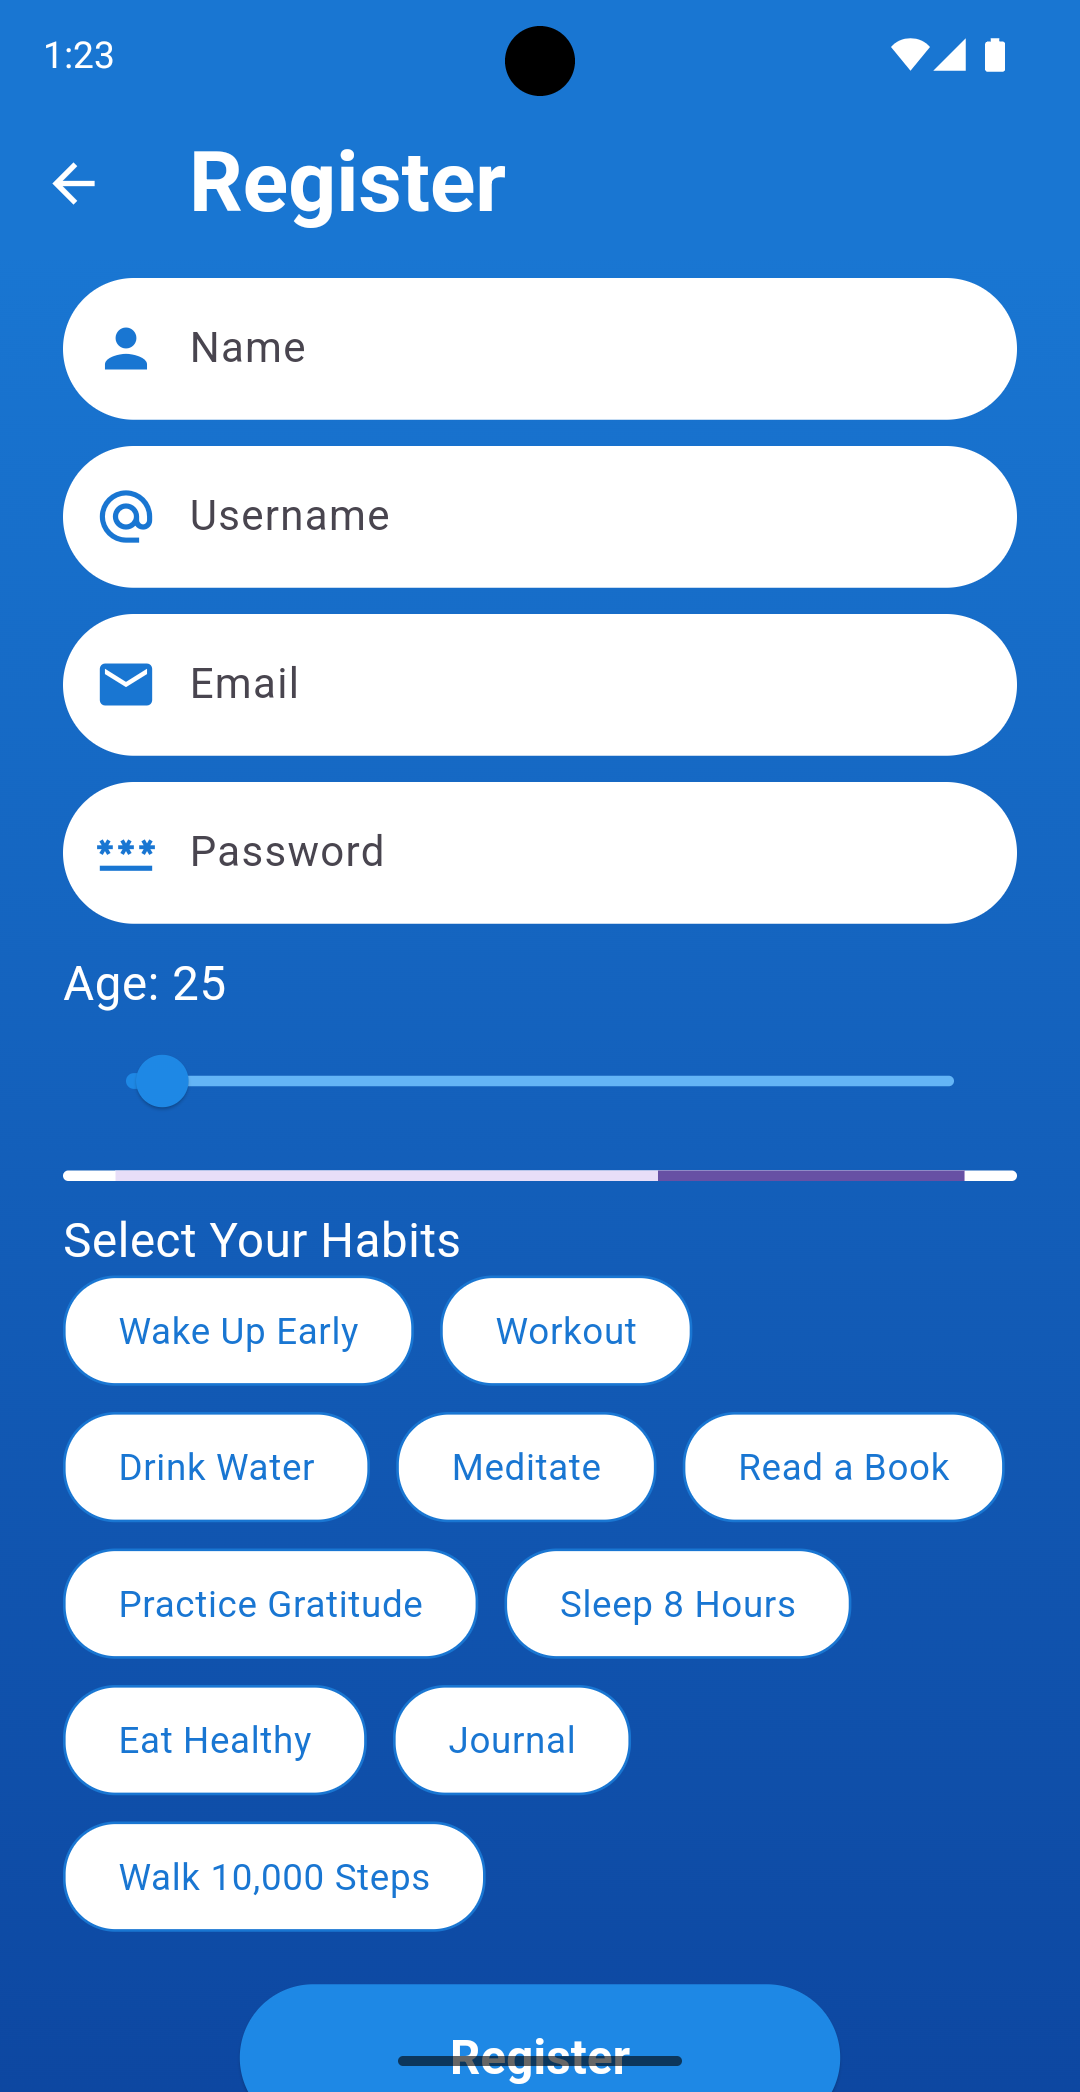 1:23
Register
Name
Username
Email
Password
Age: 25
Select Your Habits
Wake Up Early
Workout
Drink Water
Meditate
Read a Book
Practice Gratitude
Sleep 8 Hours
Eat Healthy
Journal
Walk 10,000 Steps
Register